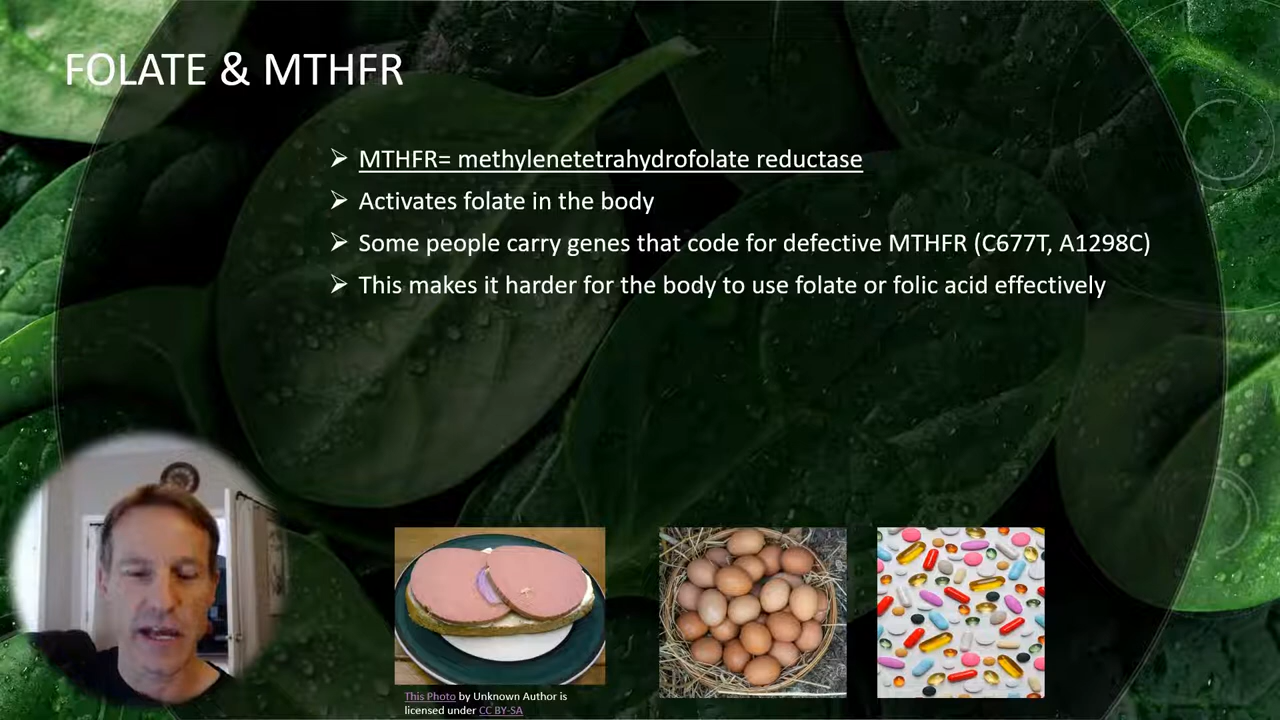 FOLATE & MTHFR
➢ MTHFR= methylenetetrahydrofolate reductase
➢ Activates folate in the body
➢ Some people carry genes that code for defective MTHFR (C677T, A1298C)
➢ This makes it harder for the body to use folate or folic acid effectively
This Photo by Unknown Author is
licensed under CC BY-SA